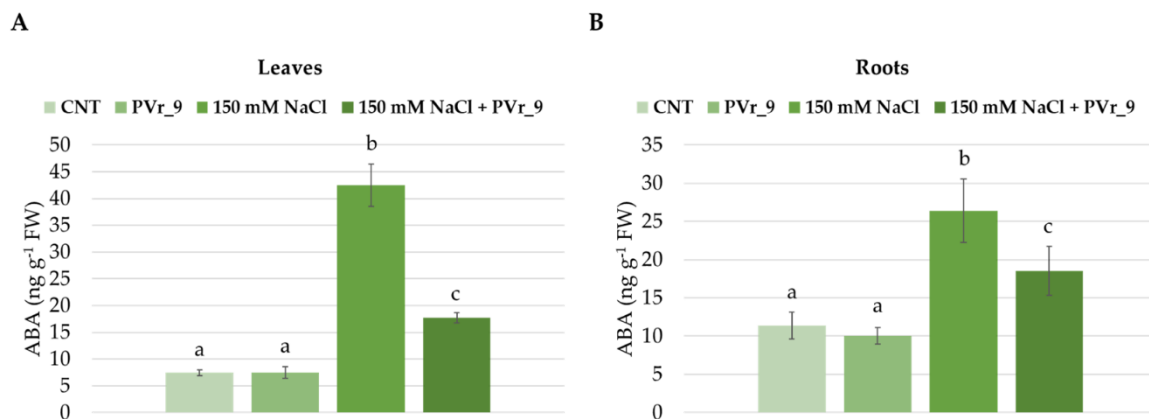 A
Leaves
CNT PVr_9 150 mM NaCl 150 mM NaCl + PVr_9
ABA (ng g⁻¹ FW)
50
45
40
35
30
25
20
15
10
5
0
a
a
b
c
B
Roots
CNT PVr_9 150 mM NaCl 150 mM NaCl + PVr_9
ABA (ng g⁻¹ FW)
35
30
25
20
15
10
5
0
a
a
b
c